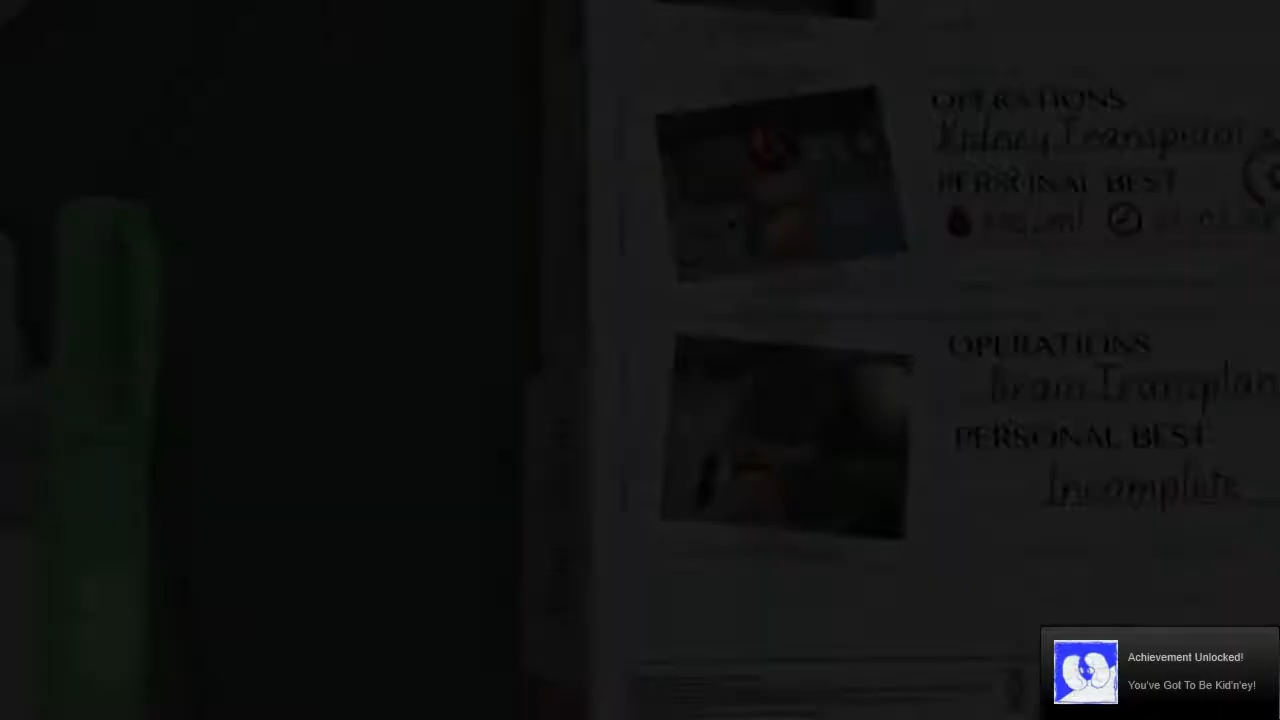 OPERATIONS
Kidney Transplant
PERSONAL BEST
OPERATIONS
Brain Transplan
PERSONAL BEST
Incomplete
Achievement Unlocked!
You've Got To Be Kid'n'ey!